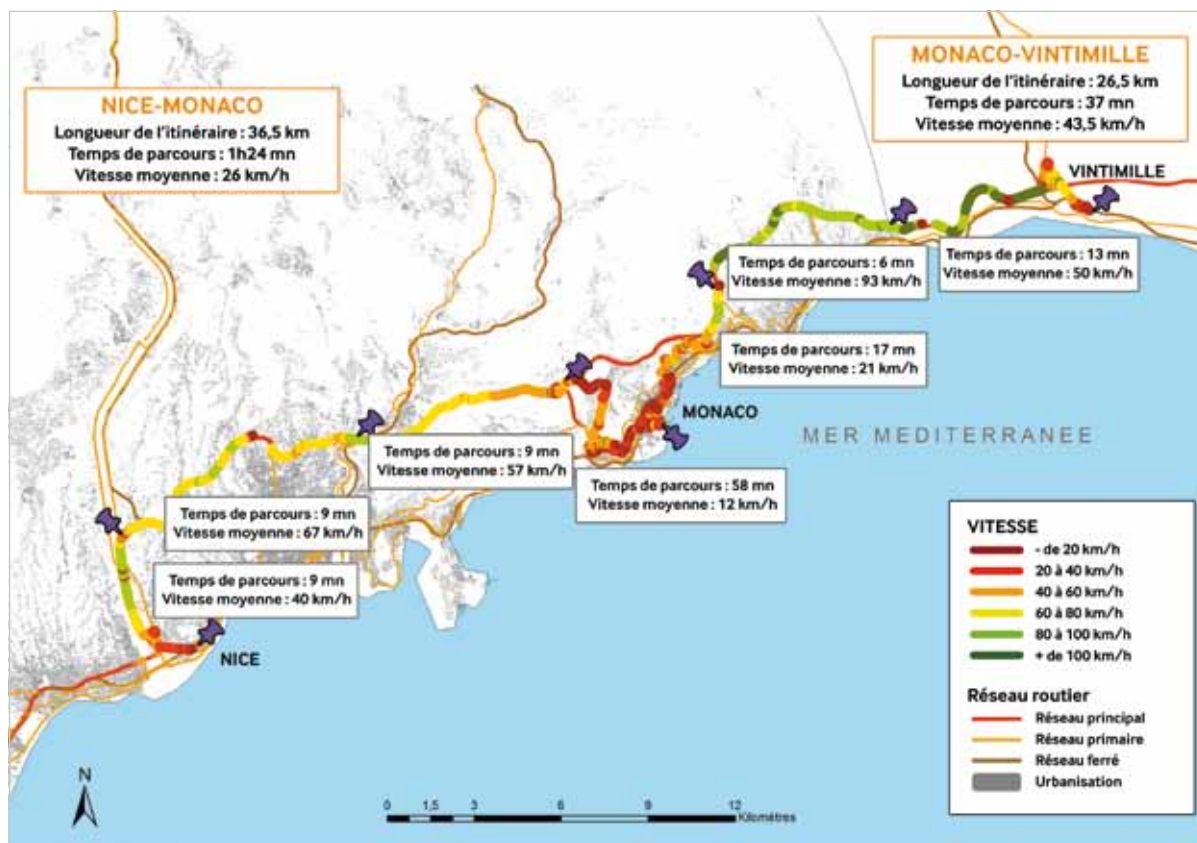 NICE-MONACO
Longueur de l'itinéraire : 36,5 km
Temps de parcours : 1h24 mn
Vitesse moyenne : 26 km/h
MONACO-VINTIMILLE
Longueur de l'itinéraire : 26,5 km
Temps de parcours : 37 mn
Vitesse moyenne : 43,5 km/h
VINTIMILLE
Temps de parcours : 13 mn
Vitesse moyenne : 50 km/h
Temps de parcours : 6 mn
Vitesse moyenne : 93 km/h
Temps de parcours : 17 mn
Vitesse moyenne : 21 km/h
MONACO
MER MEDITERRANEE
Temps de parcours : 9 mn
Vitesse moyenne : 57 km/h
Temps de parcours : 58 mn
Vitesse moyenne : 12 km/h
Temps de parcours : 9 mn
Vitesse moyenne : 67 km/h
Temps de parcours : 9 mn
Vitesse moyenne : 40 km/h
NICE
VITESSE
- de 20 km/h
20 à 40 km/h
40 à 60 km/h
60 à 80 km/h
80 à 100 km/h
+ de 100 km/h
Réseau routier
Réseau principal
Réseau primaire
Réseau ferré
Urbanisation
N
0 1,5 3 6 9 12
Kilomètres